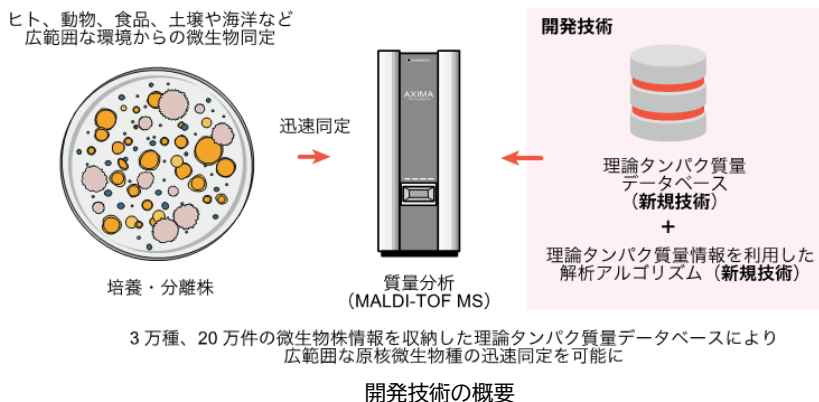 ヒト、動物、食品、土壌や海洋など
広範囲な環境からの微生物同定
開発技術
AXIMA
迅速同定
理論タンパク質量
データベース
（新規技術）
+
理論タンパク質量情報を利用した
解析アルゴリズム（新規技術）
培養・分離株
質量分析
（MALDI-TOF MS）
3 万種、20 万件の微生物株情報を収納した理論タンパク質量データベースにより
広範囲な原核微生物種の迅速同定を可能に
開発技術の概要